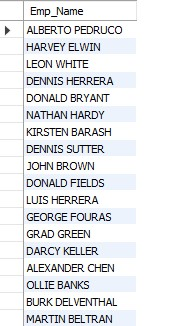 Emp_Name
ALBERTO PEDRUCO
HARVEY ELWIN
LEON WHITE
DENNIS HERRERA
DONALD BRYANT
NATHAN HARDY
KIRSTEN BARASH
DENNIS SUTTER
JOHN BROWN
DONALD FIELDS
LUIS HERRERA
GEORGE FOURAS
GRAD GREEN
DARCY KELLER
ALEXANDER CHEN
OLLIE BANKS
BURK DELVENTHAL
MARTIN BELTRAN